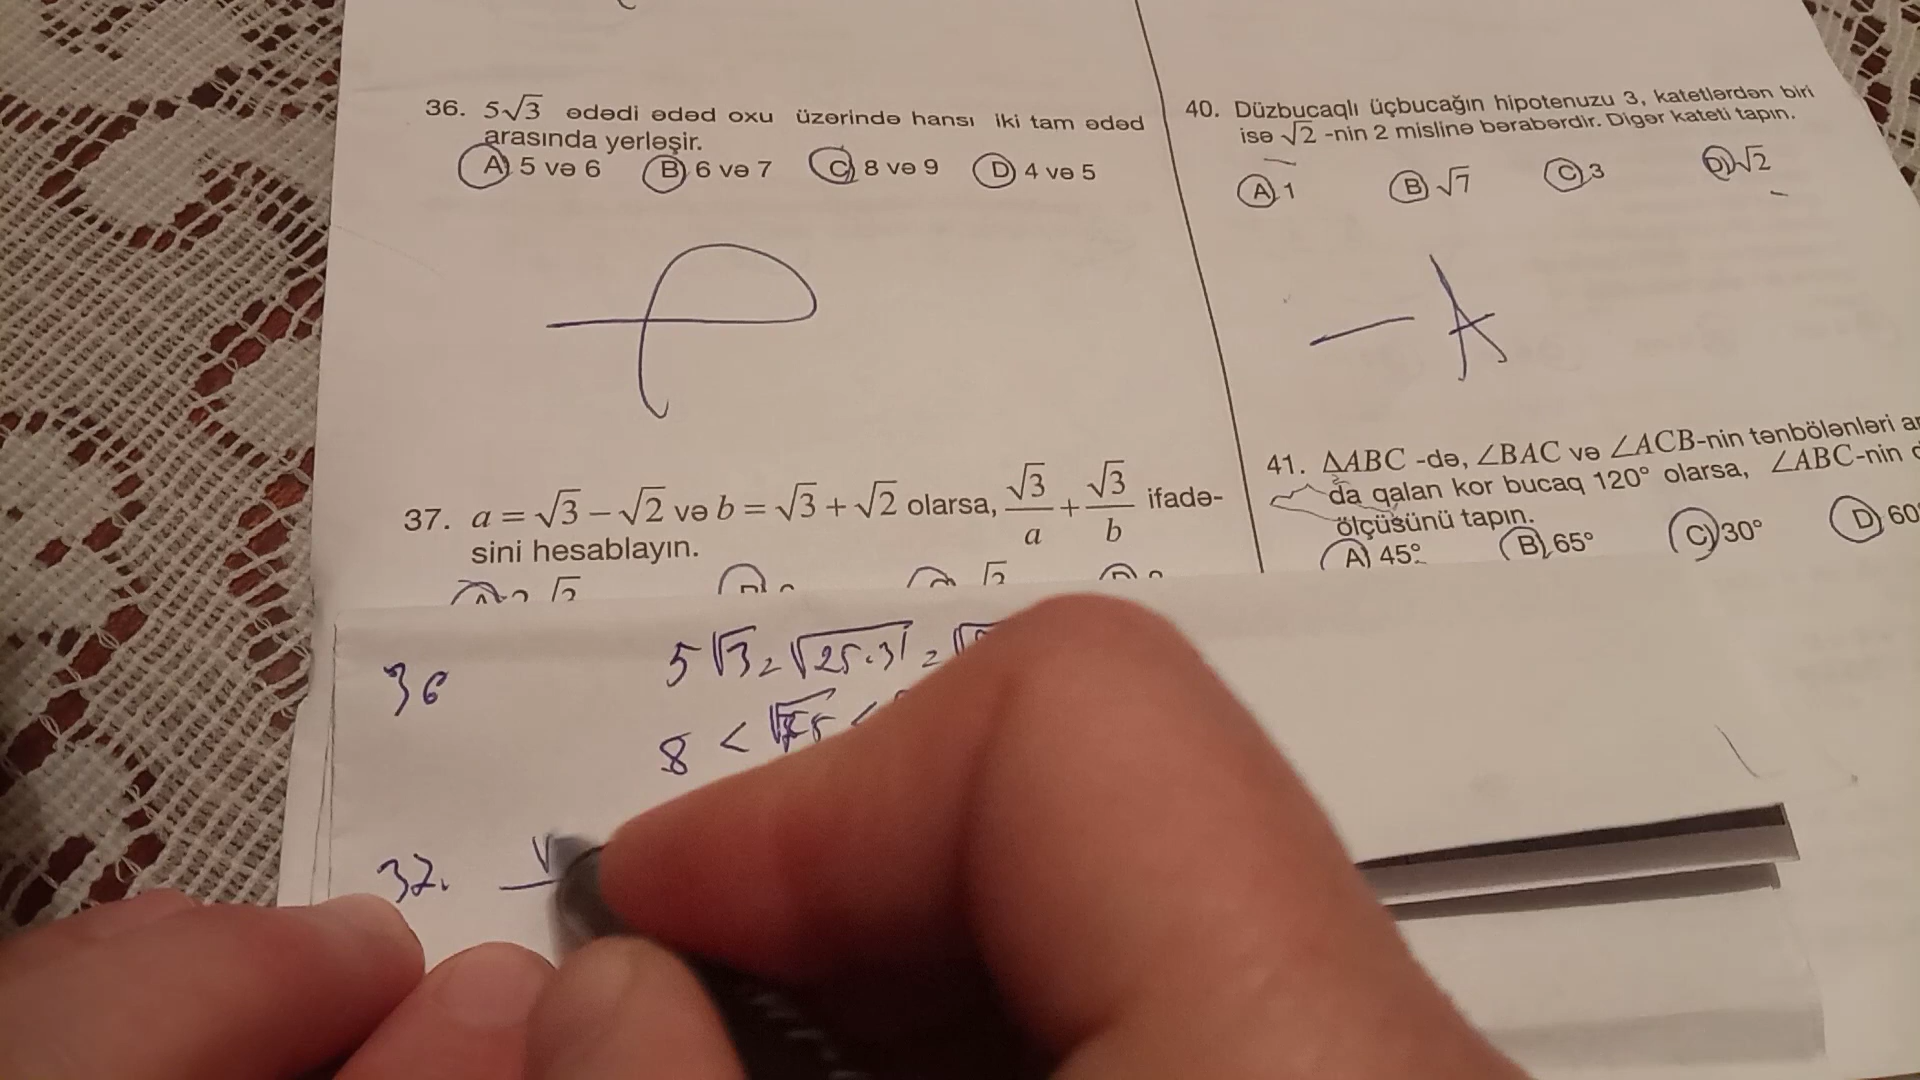 36. 5√3 ədədi ədəd oxu üzərində hansı iki tam ədəd
arasında yerləşir.
A) 5 və 6 B) 6 və 7 C) 8 və 9 D) 4 və 5
37. a = √3 − √2 və b = √3 + √2 olarsa, √3/a + √3/b ifadə-
sini hesablayın.
40. Düzbucaqlı üçbucağın hipotenuzu 3, katetlərdən biri
isə √2 -nin 2 mislinə bərabərdir. Digər kateti tapın.
A) 1 B) √7 C) 3 D) √2
— A
41. ΔABC -də, ∠BAC və ∠ACB-nin tənbölənləri
da qalan kor bucaq 120° olarsa, ∠ABC-nin
ölçüsünü tapın.
A) 45° B) 65° C) 30° D) 60°
36 5√3 = √25·3 =
8 <
37.